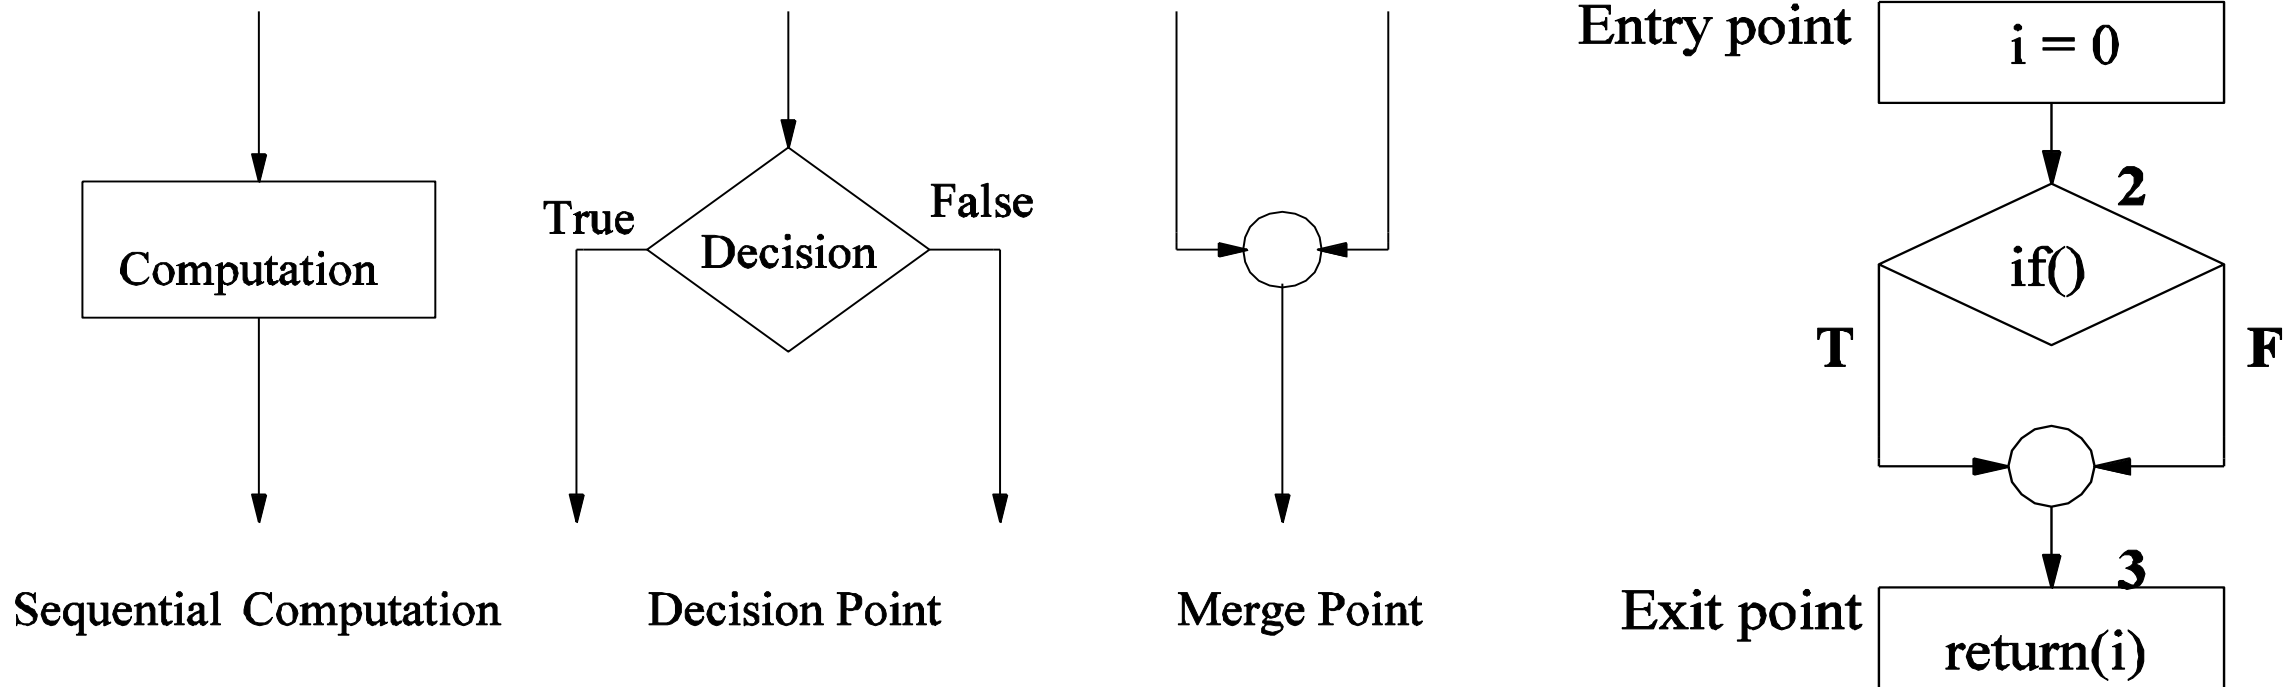 Computation
Sequential Computation
True
False
Decision
Decision Point
Merge Point
Entry point
i = 0
2
if()
T
F
3
Exit point
return(i)